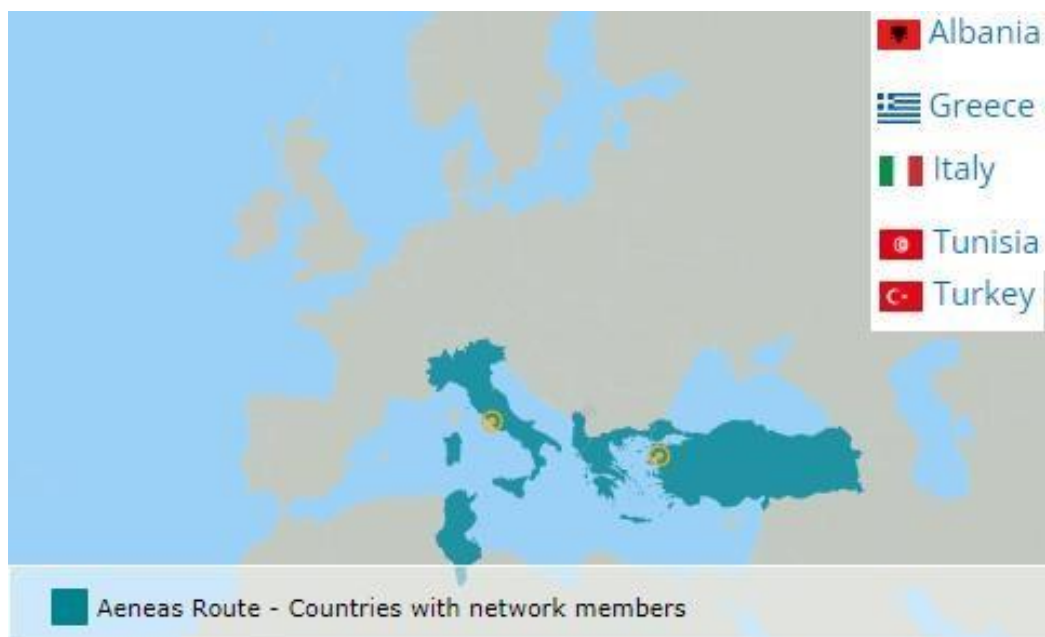 Albania
Greece
Italy
Tunisia
Turkey
Aeneas Route - Countries with network members